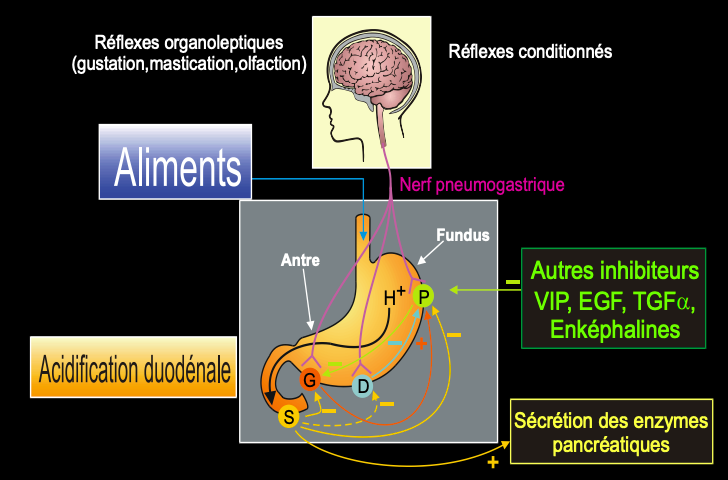 Réflexes organoleptiques
(gustation,mastication,olfaction)
Réflexes conditionnés
Aliments
Nerf pneumogastrique
Fundus
Antre
Autres inhibiteurs
VIP, EGF, TGFα,
Enképhalines
H+
P
Acidification duodénale
G
D
S
Sécrétion des enzymes
pancréatiques
+